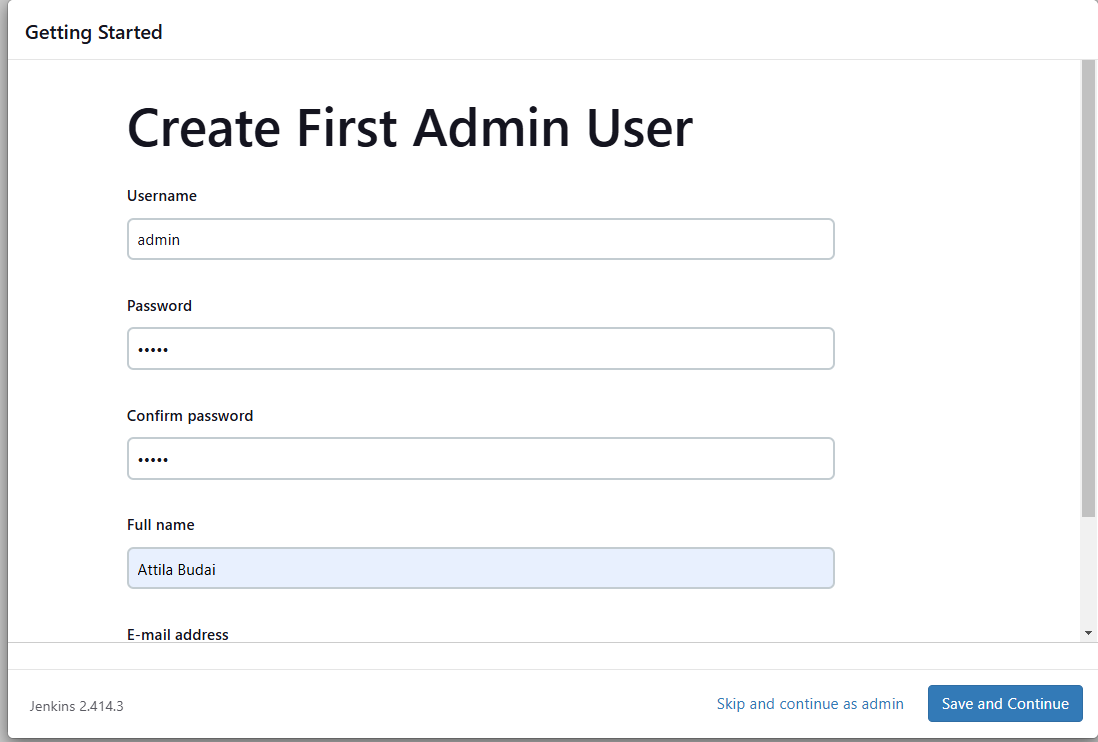 Getting Started
Create First Admin User
Username
admin
Password
•••••
Confirm password
•••••
Full name
Attila Budai
E-mail address
Jenkins 2.414.3
Skip and continue as admin
Save and Continue